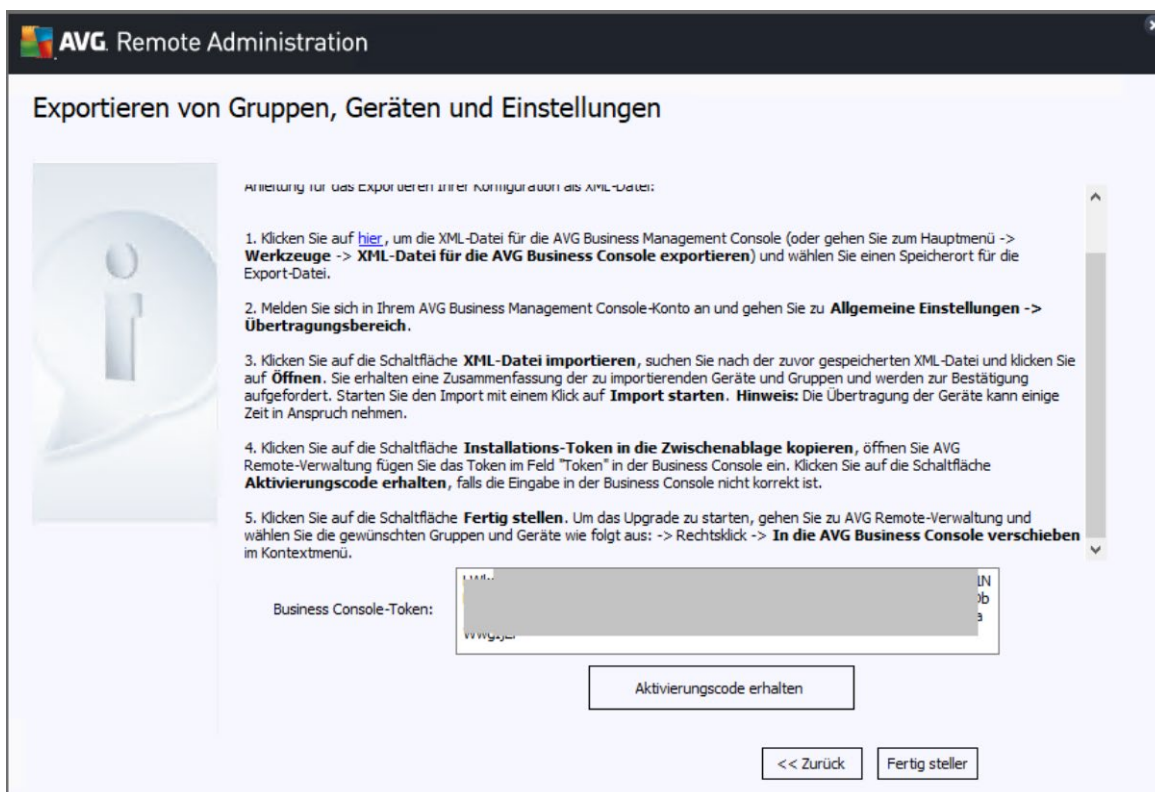 AVG. Remote Administration
Exportieren von Gruppen, Geräten und Einstellungen
Anleitung für das Exportieren Ihrer Konfiguration als XML-Datei:
1. Klicken Sie auf hier, um die XML-Datei für die AVG Business Management Console (oder gehen Sie zum Hauptmenü ->
Werkzeuge -> XML-Datei für die AVG Business Console exportieren) und wählen Sie einen Speicherort für die
Export-Datei.
2. Melden Sie sich in Ihrem AVG Business Management Console-Konto an und gehen Sie zu Allgemeine Einstellungen ->
Übertragungsbereich.
3. Klicken Sie auf die Schaltfläche XML-Datei importieren, suchen Sie nach der zuvor gespeicherten XML-Datei und klicken Sie
auf Öffnen. Sie erhalten eine Zusammenfassung der zu importierenden Geräte und Gruppen und werden zur Bestätigung
aufgefordert. Starten Sie den Import mit einem Klick auf Import starten. Hinweis: Die Übertragung der Geräte kann einige
Zeit in Anspruch nehmen.
4. Klicken Sie auf die Schaltfläche Installations-Token in die Zwischenablage kopieren, öffnen Sie AVG
Remote-Verwaltung fügen Sie das Token im Feld "Token" in der Business Console ein. Klicken Sie auf die Schaltfläche
Aktivierungscode erhalten, falls die Eingabe in der Business Console nicht korrekt ist.
5. Klicken Sie auf die Schaltfläche Fertig stellen. Um das Upgrade zu starten, gehen Sie zu AVG Remote-Verwaltung und
wählen Sie die gewünschten Gruppen und Geräte wie folgt aus: -> Rechtsklick -> In die AVG Business Console verschieben
im Kontextmenü.
Business Console-Token:
Aktivierungscode erhalten
<< Zurück
Fertig steller